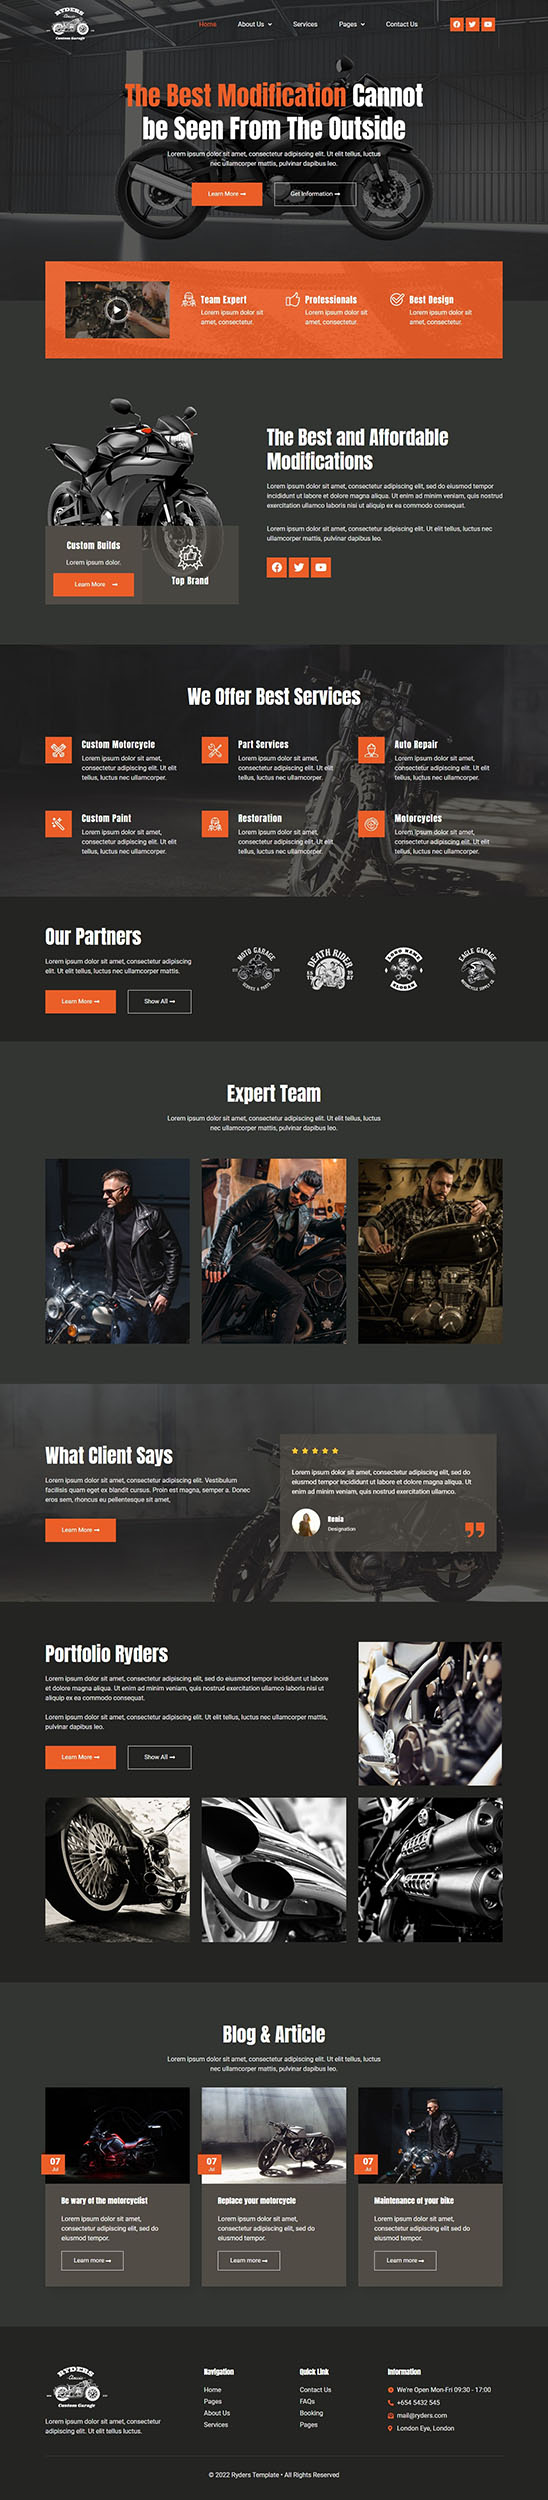 RYDERS
Classic
Custom Garage
Home
About Us
Services
Pages
Contact Us
The Best Modification Cannot
be Seen From The Outside
Lorem ipsum dolor sit amet, consectetur adipiscing elit. Ut elit tellus, luctus
nec ullamcorper mattis, pulvinar dapibus leo.
Learn More
Get Information
Team Expert
Lorem ipsum dolor sit
amet, consectetur.
Professionals
Lorem ipsum dolor sit
amet, consectetur.
Best Design
Lorem ipsum dolor sit
amet, consectetur.
The Best and Affordable
Modifications
Lorem ipsum dolor sit amet, consectetur adipiscing elit, sed do eiusmod tempor
incididunt ut labore et dolore magna aliqua. Ut enim ad minim veniam, quis nostrud
exercitation ullamco laboris nisi ut aliquip ex ea commodo consequat.
Lorem ipsum dolor sit amet, consectetur adipiscing elit. Ut elit tellus, luctus nec
ullamcorper mattis, pulvinar dapibus leo.
Custom Builds
Lorem ipsum dolor.
Learn More
Top Brand
We Offer Best Services
Custom Motorcycle
Lorem ipsum dolor sit amet,
consectetur adipiscing elit. Ut elit
tellus, luctus nec ullamcorper.
Part Services
Lorem ipsum dolor sit amet,
consectetur adipiscing elit. Ut elit
tellus, luctus nec ullamcorper.
Auto Repair
Lorem ipsum dolor sit amet,
consectetur adipiscing elit. Ut elit
tellus, luctus nec ullamcorper.
Custom Paint
Lorem ipsum dolor sit amet,
consectetur adipiscing elit. Ut elit
tellus, luctus nec ullamcorper.
Restoration
Lorem ipsum dolor sit amet,
consectetur adipiscing elit. Ut elit
tellus, luctus nec ullamcorper.
Motorcycles
Lorem ipsum dolor sit amet,
consectetur adipiscing elit. Ut elit
tellus, luctus nec ullamcorper.
Our Partners
Lorem ipsum dolor sit amet, consectetur adipiscing
elit. Ut elit tellus, luctus nec ullamcorper mattis.
Learn More
Show All
MOTO GARAGE
SERVICE & PARTS
DEATH RIDER
LOGO NAME
SLOGAN
EAGLE GARAGE
MOTORCYCLE SUPPLY CO.
Expert Team
Lorem ipsum dolor sit amet, consectetur adipiscing elit. Ut elit tellus, luctus
nec ullamcorper mattis, pulvinar dapibus leo.
What Client Says
Lorem ipsum dolor sit amet, consectetur adipiscing elit. Vestibulum
facilisis quam eget ex blandit cursus. Proin est magna, semper a. Donec
eros sem, rhoncus eu pellentesque sit amet,
Learn More
Lorem ipsum dolor sit amet, consectetur adipiscing elit, sed do
eiusmod tempor incididunt ut labore et dolore magna aliqua. Ut
enim ad minim veniam, quis nostrud exercitation ullamco.
Renia
Designation
Portfolio Ryders
Lorem ipsum dolor sit amet, consectetur adipiscing elit, sed do eiusmod tempor incididunt ut labore
et dolore magna aliqua. Ut enim ad minim veniam, quis nostrud exercitation ullamco laboris nisi ut
aliquip ex ea commodo consequat.
Lorem ipsum dolor sit amet, consectetur adipiscing elit. Ut elit tellus, luctus nec ullamcorper mattis,
pulvinar dapibus leo.
Learn More
Show All
Blog & Article
Lorem ipsum dolor sit amet, consectetur adipiscing elit. Ut elit tellus, luctus
nec ullamcorper mattis, pulvinar dapibus leo.
07
Jul
Be wary of the motorcyclist
Lorem ipsum dolor sit amet,
consectetur adipiscing elit, sed do
eiusmod tempor.
Learn more
07
Jul
Replace your motorcycle
Lorem ipsum dolor sit amet,
consectetur adipiscing elit, sed do
eiusmod tempor.
Learn more
07
Jul
Maintenance of your bike
Lorem ipsum dolor sit amet,
consectetur adipiscing elit, sed do
eiusmod tempor.
Learn more
RYDERS
Classic
Custom Garage
Lorem ipsum dolor sit amet, consectetur
adipiscing elit. Ut elit tellus luctus.
Navigation
Home
Pages
About Us
Services
Quick Link
Contact Us
FAQs
Booking
Pages
Information
We're Open Mon-Fri 09:30 - 17:00
+654 5432 545
mail@ryders.com
London Eye, London
© 2022 Ryders Template • All Rights Reserved